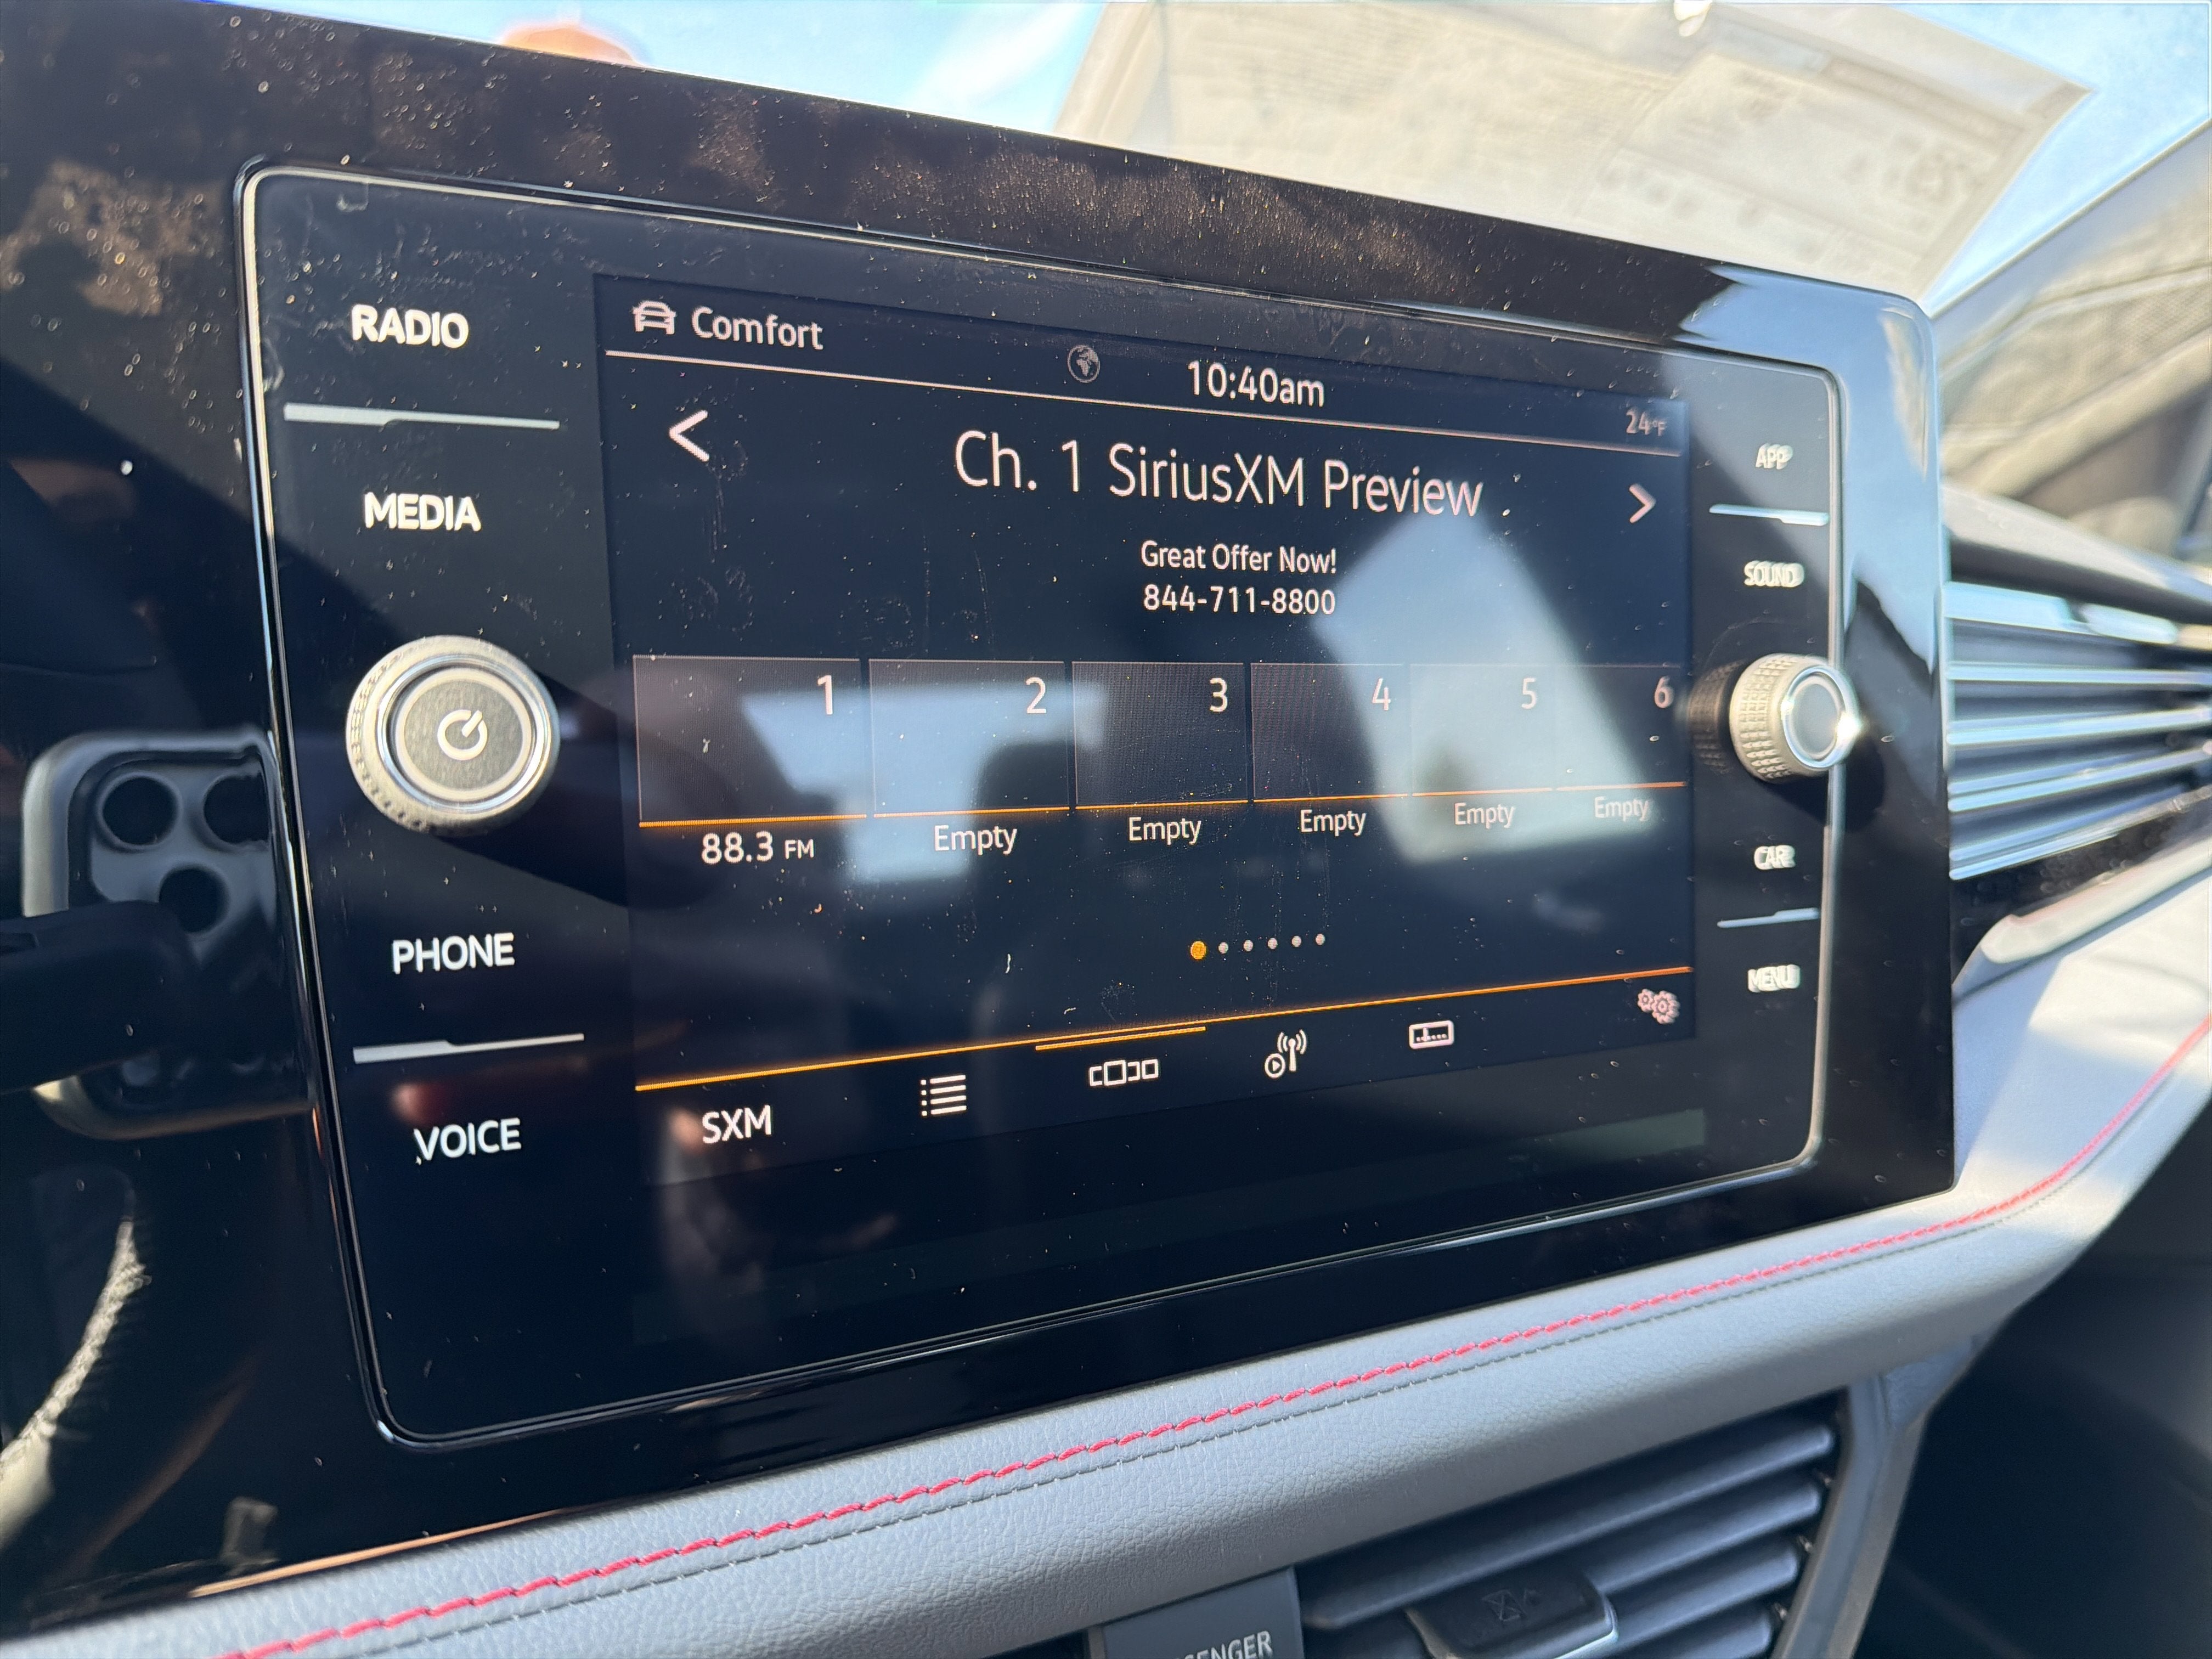 RADIO
MEDIA
PHONE
VOICE
Comfort
10:40am
24°F
Ch. 1 SiriusXM Preview
Great Offer Now!
844-711-8800
1 2 3 4 5 6
88.3 FM Empty Empty Empty Empty Empty
SXM
APP
SOUND
CAR
MENU